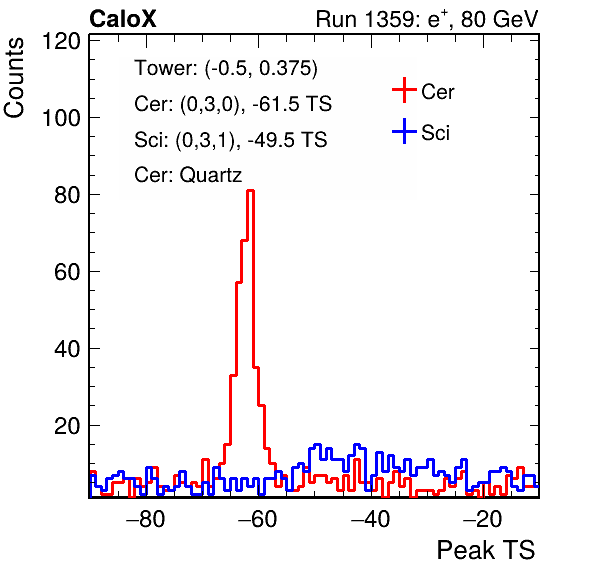 CaloX Run 1359: e⁺, 80 GeV
Counts
120
100
80
60
40
20
Tower: (-0.5, 0.375)
Cer: (0,3,0), -61.5 TS
Sci: (0,3,1), -49.5 TS
Cer: Quartz
Cer
Sci
−80 −60 −40 −20
Peak TS